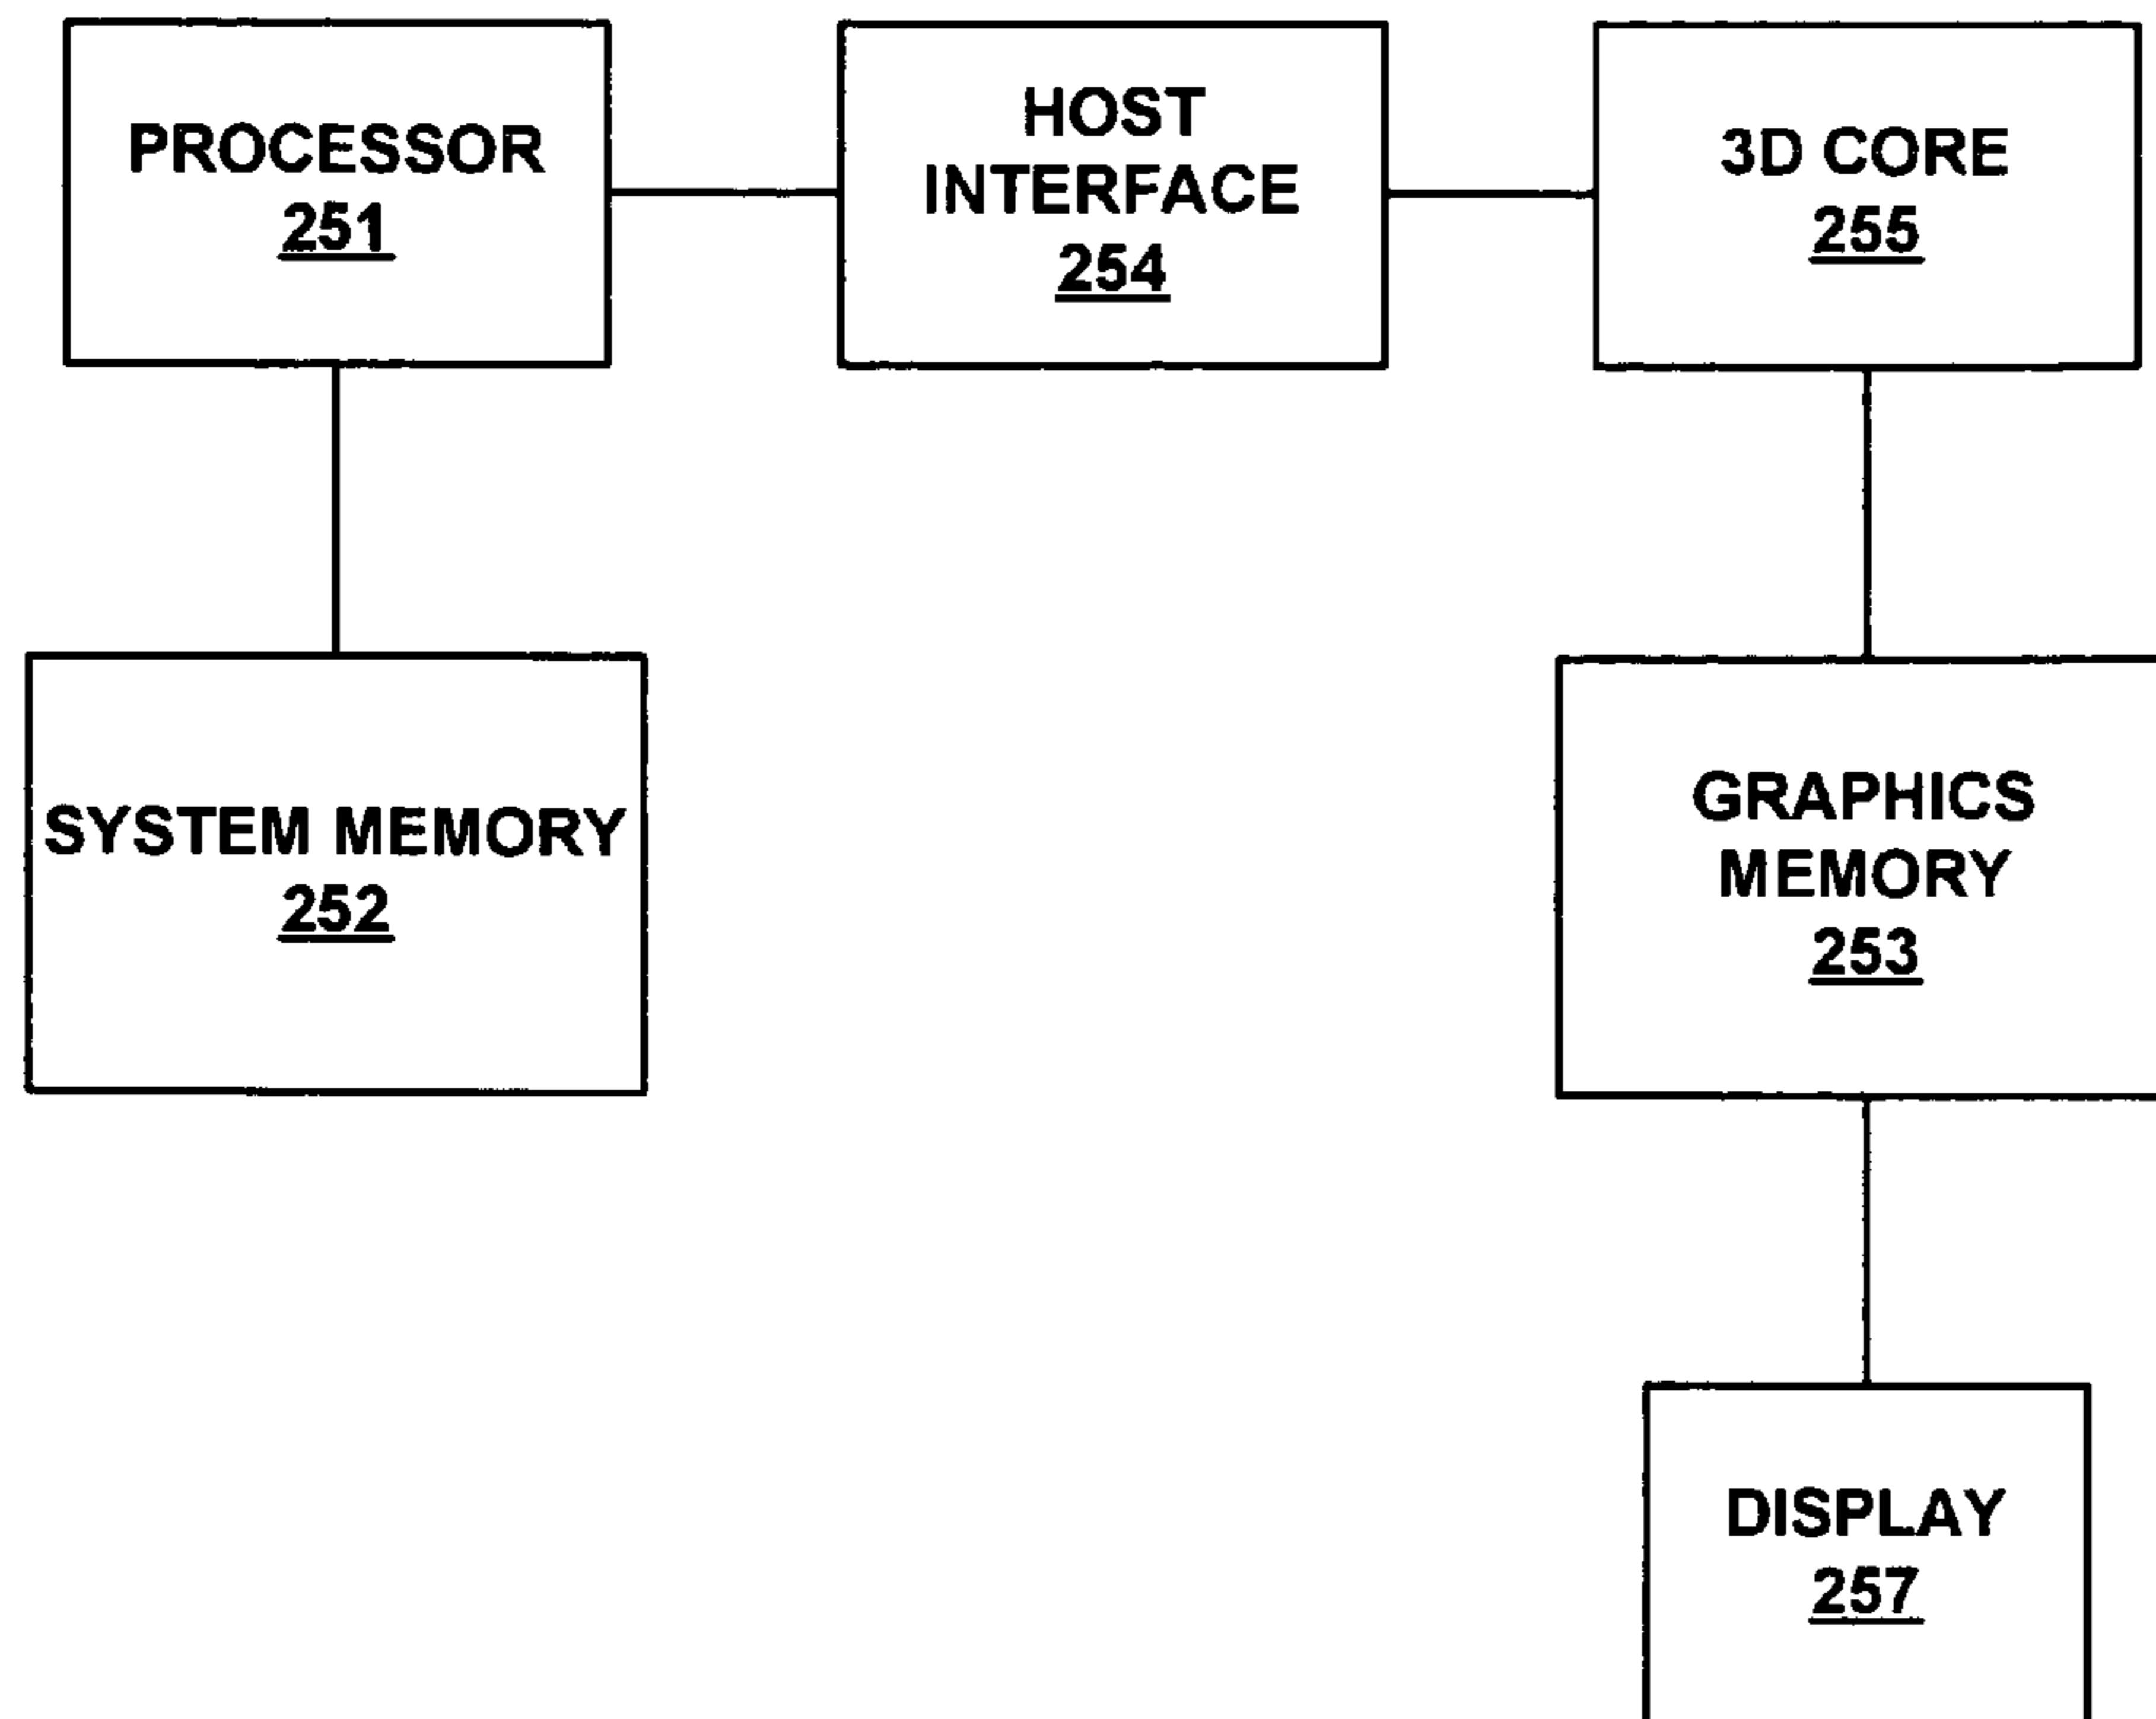 PROCESSOR
251
HOST
INTERFACE
254
3D CORE
255
SYSTEM MEMORY
252
GRAPHICS
MEMORY
253
DISPLAY
257